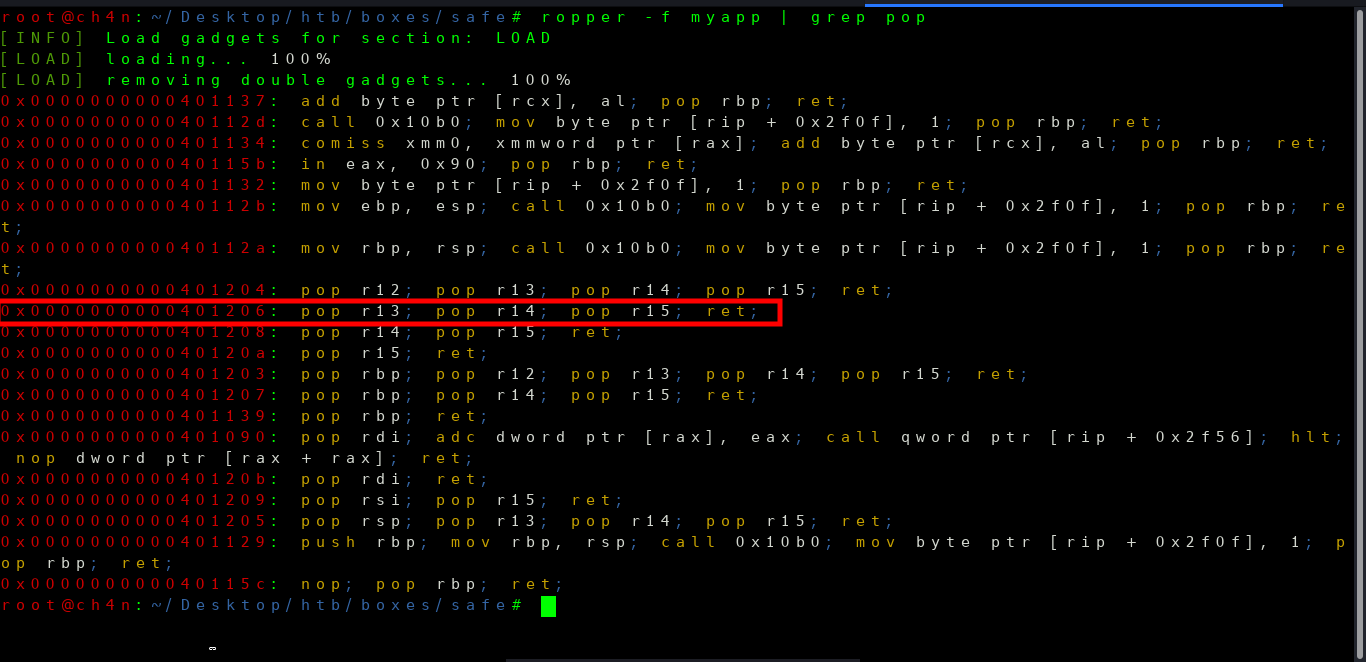 root@ch4n:~/Desktop/htb/boxes/safe# ropper -f myapp | grep pop
[INFO] Load gadgets for section: LOAD
[LOAD] loading... 100%
[LOAD] removing double gadgets... 100%
0x0000000000401137: add byte ptr [rcx], al; pop rbp; ret;
0x000000000040112d: call 0x10b0; mov byte ptr [rip + 0x2f0f], 1; pop rbp; ret;
0x0000000000401134: comiss xmm0, xmmword ptr [rax]; add byte ptr [rcx], al; pop rbp; ret;
0x000000000040115b: in eax, 0x90; pop rbp; ret;
0x0000000000401132: mov byte ptr [rip + 0x2f0f], 1; pop rbp; ret;
0x000000000040112b: mov ebp, esp; call 0x10b0; mov byte ptr [rip + 0x2f0f], 1; pop rbp; re
t;
0x000000000040112a: mov rbp, rsp; call 0x10b0; mov byte ptr [rip + 0x2f0f], 1; pop rbp; re
t;
0x0000000000401204: pop r12; pop r13; pop r14; pop r15; ret;
0x0000000000401206: pop r13; pop r14; pop r15; ret;
0x0000000000401208: pop r14; pop r15; ret;
0x000000000040120a: pop r15; ret;
0x0000000000401203: pop rbp; pop r12; pop r13; pop r14; pop r15; ret;
0x0000000000401207: pop rbp; pop r14; pop r15; ret;
0x0000000000401139: pop rbp; ret;
0x0000000000401090: pop rdi; adc dword ptr [rax], eax; call qword ptr [rip + 0x2f56]; hlt;
nop dword ptr [rax + rax]; ret;
0x000000000040120b: pop rdi; ret;
0x0000000000401209: pop rsi; pop r15; ret;
0x0000000000401205: pop rsp; pop r13; pop r14; pop r15; ret;
0x0000000000401129: push rbp; mov rbp, rsp; call 0x10b0; mov byte ptr [rip + 0x2f0f], 1; p
op rbp; ret;
0x000000000040115c: nop; pop rbp; ret;
root@ch4n:~/Desktop/htb/boxes/safe#